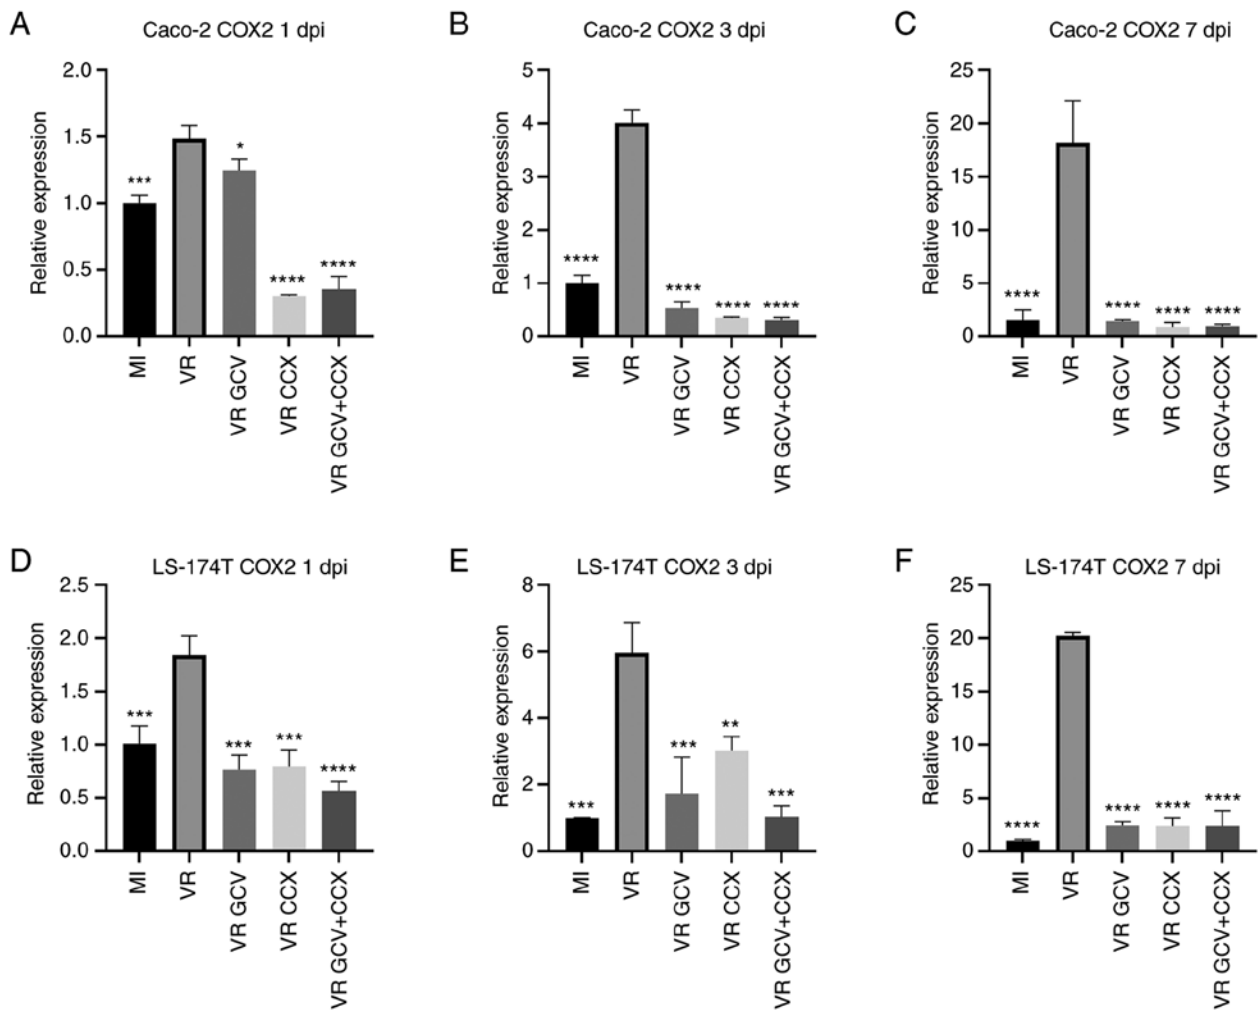 A
Caco-2 COX2 1 dpi
Relative expression
2.0
1.5
1.0
0.5
0.0
***
*
****
****
MI
VR
VR GCV
VR CCX
VR GCV+CCX
B
Caco-2 COX2 3 dpi
Relative expression
5
4
3
2
1
0
****
****
****
****
MI
VR
VR GCV
VR CCX
VR GCV+CCX
C
Caco-2 COX2 7 dpi
Relative expression
25
20
15
10
5
0
****
****
****
****
MI
VR
VR GCV
VR CCX
VR GCV+CCX
D
LS-174T COX2 1 dpi
Relative expression
2.5
2.0
1.5
1.0
0.5
0.0
***
***
***
****
MI
VR
VR GCV
VR CCX
VR GCV+CCX
E
LS-174T COX2 3 dpi
Relative expression
8
6
4
2
0
***
***
**
***
MI
VR
VR GCV
VR CCX
VR GCV+CCX
F
LS-174T COX2 7 dpi
Relative expression
25
20
15
10
5
0
****
****
****
****
MI
VR
VR GCV
VR CCX
VR GCV+CCX